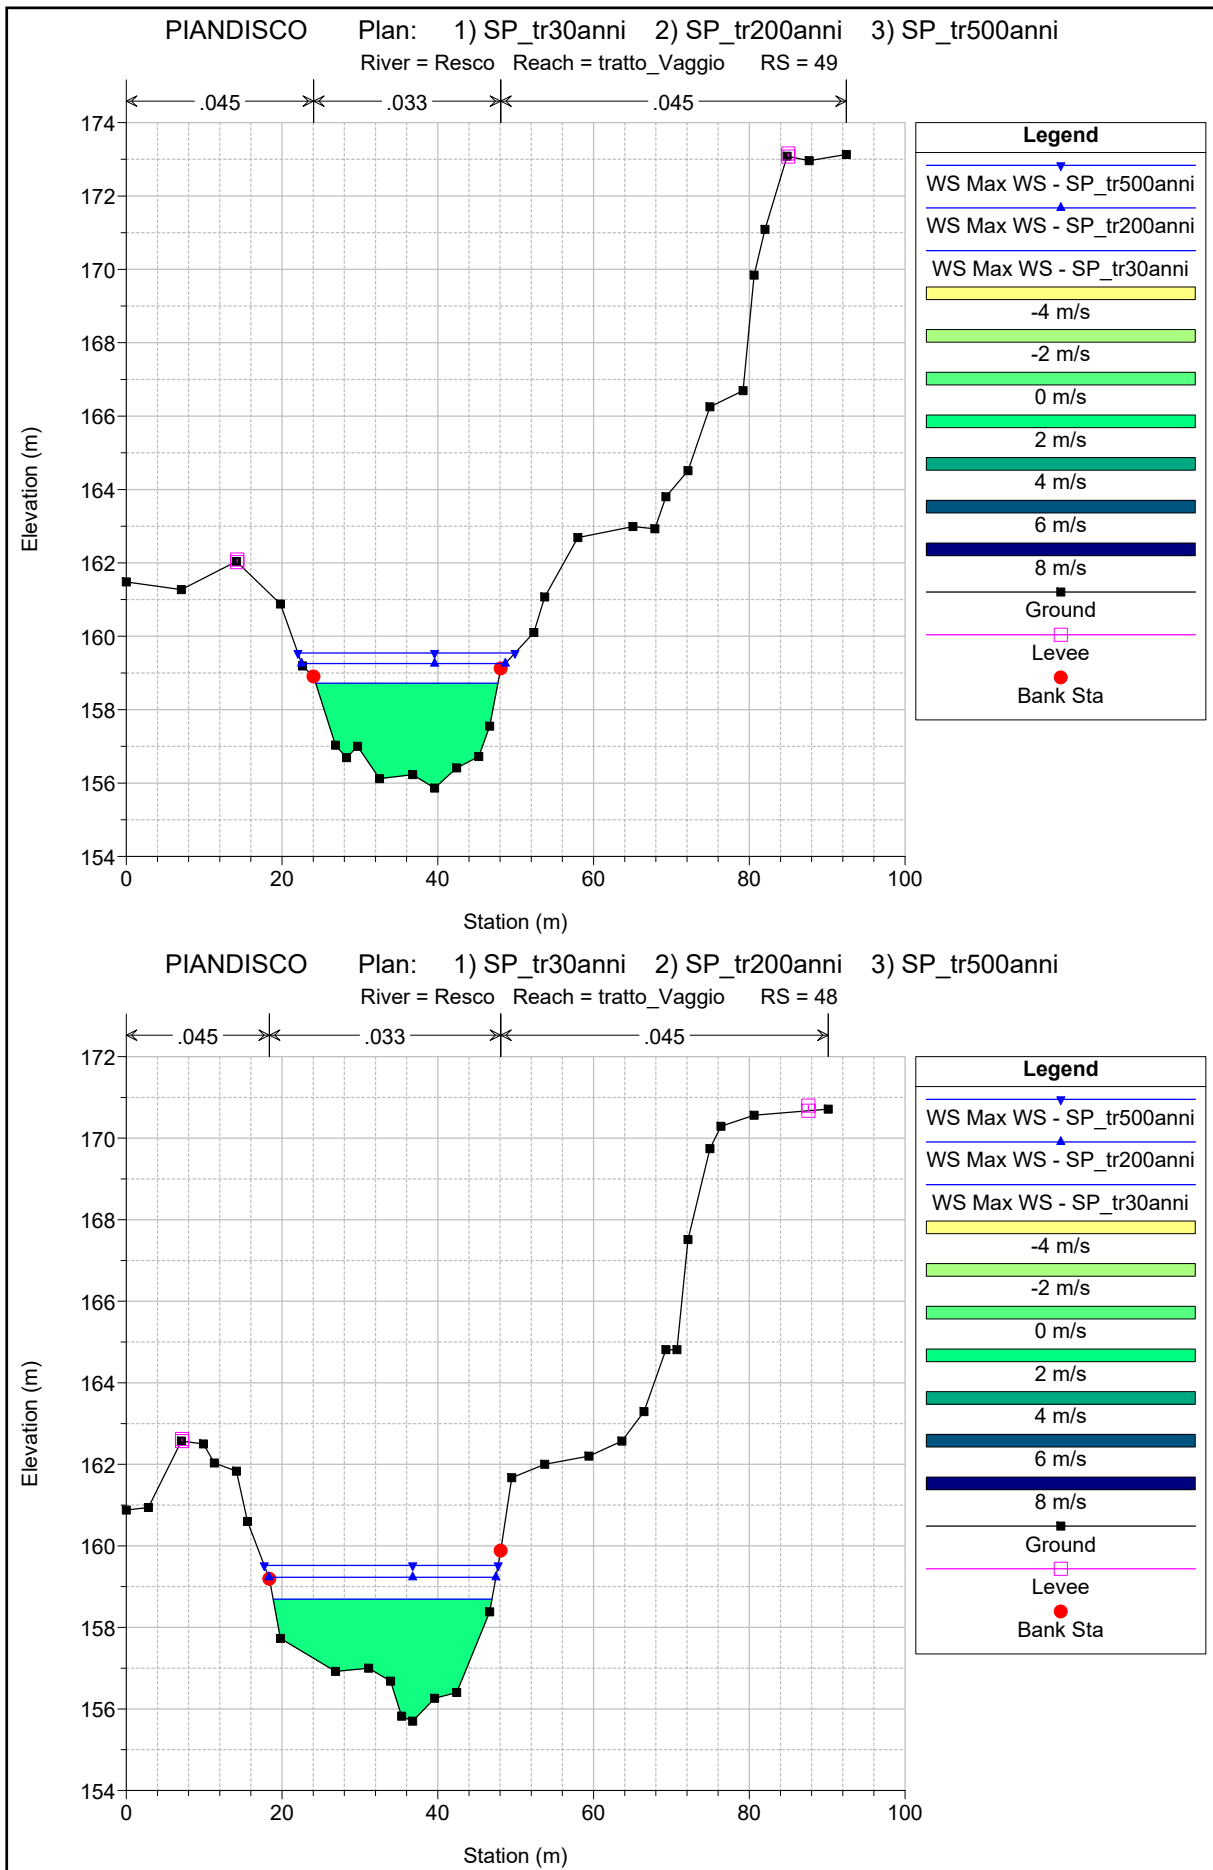 PIANDISCO Plan: 1) SP_tr30anni 2) SP_tr200anni 3) SP_tr500anni
River = Resco Reach = tratto_Vaggio RS = 49
.045 .033 .045
174
172
170
168
166
164
162
160
158
156
154
Elevation (m)
0 20 40 60 80 100
Station (m)
Legend
WS Max WS - SP_tr500anni
WS Max WS - SP_tr200anni
WS Max WS - SP_tr30anni
-4 m/s
-2 m/s
0 m/s
2 m/s
4 m/s
6 m/s
8 m/s
Ground
Levee
Bank Sta
PIANDISCO Plan: 1) SP_tr30anni 2) SP_tr200anni 3) SP_tr500anni
River = Resco Reach = tratto_Vaggio RS = 48
.045 .033 .045
172
170
168
166
164
162
160
158
156
154
Elevation (m)
0 20 40 60 80 100
Station (m)
Legend
WS Max WS - SP_tr500anni
WS Max WS - SP_tr200anni
WS Max WS - SP_tr30anni
-4 m/s
-2 m/s
0 m/s
2 m/s
4 m/s
6 m/s
8 m/s
Ground
Levee
Bank Sta